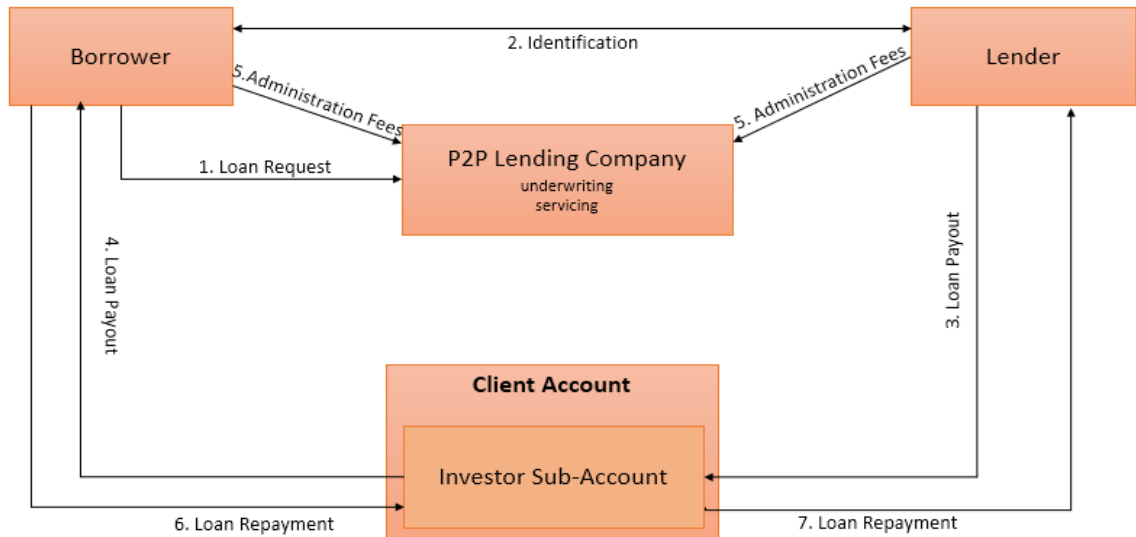 Borrower
2. Identification
Lender
5.Administration Fees
5. Administration Fees
P2P Lending Company
underwriting
servicing
1. Loan Request
4. Loan Payout
3. Loan Payout
Client Account
Investor Sub-Account
6. Loan Repayment
7. Loan Repayment